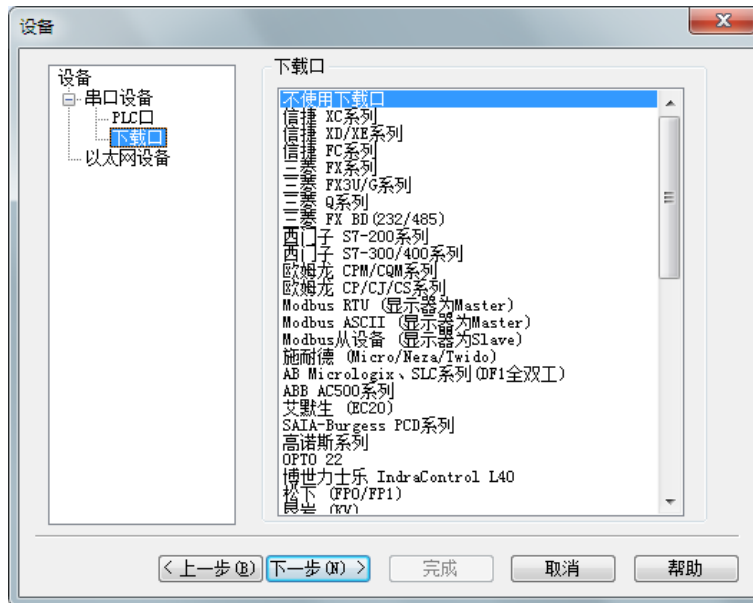 设备
设备
串口设备
PLC口
下载口
以太网设备
下载口
不使用下载口
信捷 XC系列
信捷 XD/XE系列
信捷 FC系列
三菱 FX系列
三菱 FX3U/G系列
三菱 Q系列
三菱 FX BD(232/485)
西门子 S7-200系列
西门子 S7-300/400系列
欧姆龙 CPM/CQM系列
欧姆龙 CP/CJ/CS系列
Modbus RTU (显示器为Master)
Modbus ASCII (显示器为Master)
Modbus从设备 (显示器为Slave)
施耐德 (Micro/Neza/Twido)
AB Micrologix、SLC系列(DF1全双工)
ABB AC500系列
艾默生 (EC20)
SAIA-Burgess PCD系列
高诺斯系列
OPTO 22
博世力士乐 IndraControl L40
松下 (FP0/FP1)
(KV)
< 上一步(B)
下一步(N) >
完成
取消
帮助